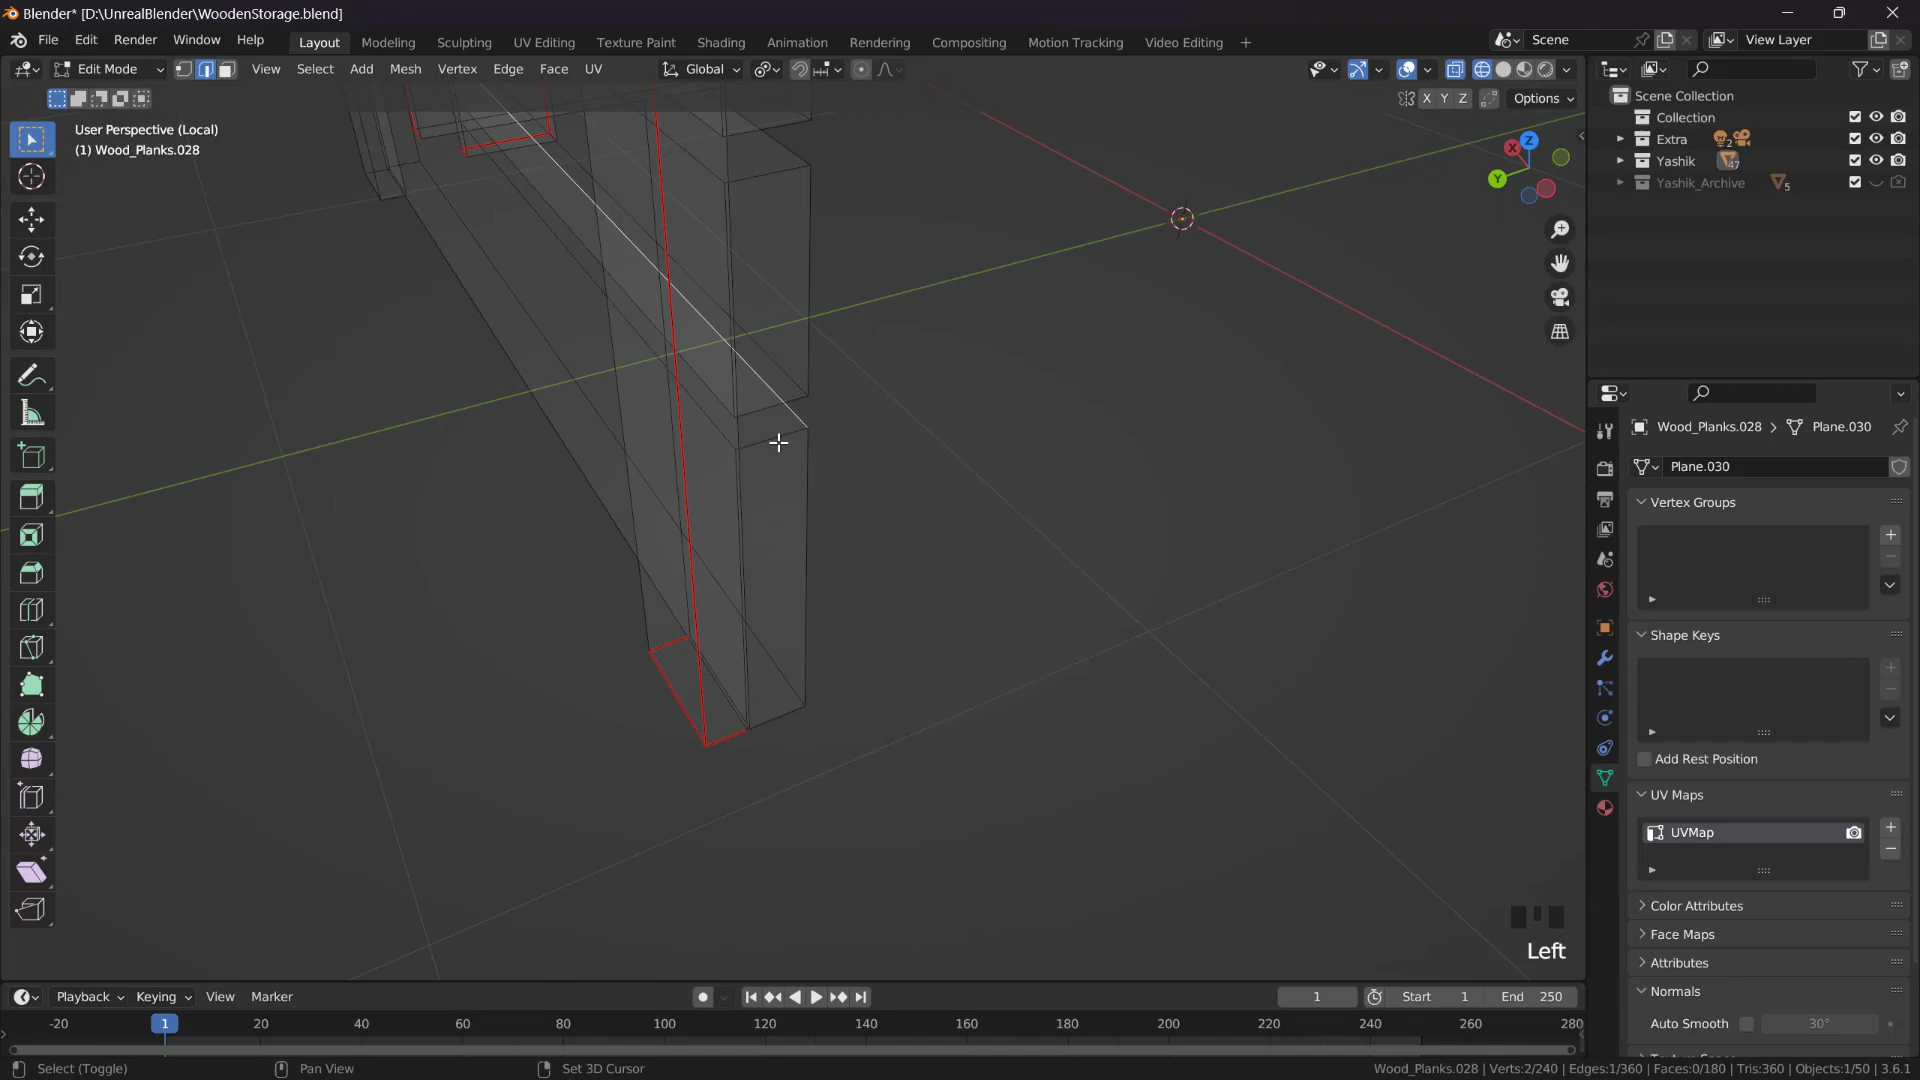 Blender* [D:\UnrealBlender\WoodenStorage.blend]
File Edit Render Window Help Layout Modeling Sculpting UV Editing Texture Paint Shading Animation Rendering Compositing Motion Tracking Video Editing + Scene View Layer
Edit Mode View Select Add Mesh Vertex Edge Face UV Global
X Y Z Options
User Perspective (Local)
(1) Wood_Planks.028
Z
X
Y
Scene Collection
Collection
Extra 2
Yashik 47
Yashik_Archive 5
Wood_Planks.028 > Plane.030
Plane.030
Vertex Groups
Shape Keys
Add Rest Position
UV Maps
UVMap
Color Attributes
Face Maps
Attributes
Normals
Auto Smooth 30°
Left
Playback Keying View Marker 1 Start 1 End 250
-20 1 20 40 60 80 100 120 140 160 180 200 220 240 260 280
Select (Toggle) Pan View Set 3D Cursor Wood_Planks.028 | Verts:2/240 | Edges:1/360 | Faces:0/180 | Tris:360 | Objects:1/50 | 3.6.1